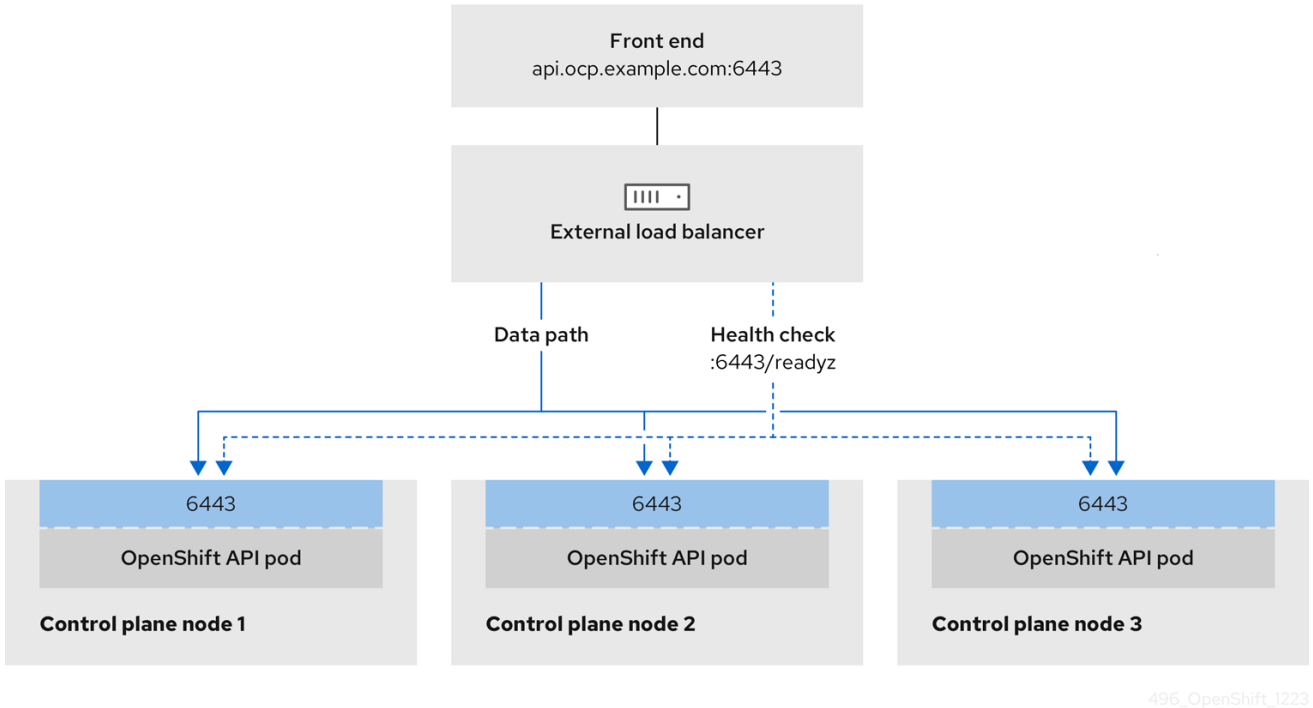 Front end
api.ocp.example.com:6443
External load balancer
Data path
Health check
:6443/readyz
6443
OpenShift API pod
Control plane node 1
6443
OpenShift API pod
Control plane node 2
6443
OpenShift API pod
Control plane node 3
496_OpenShift_1223